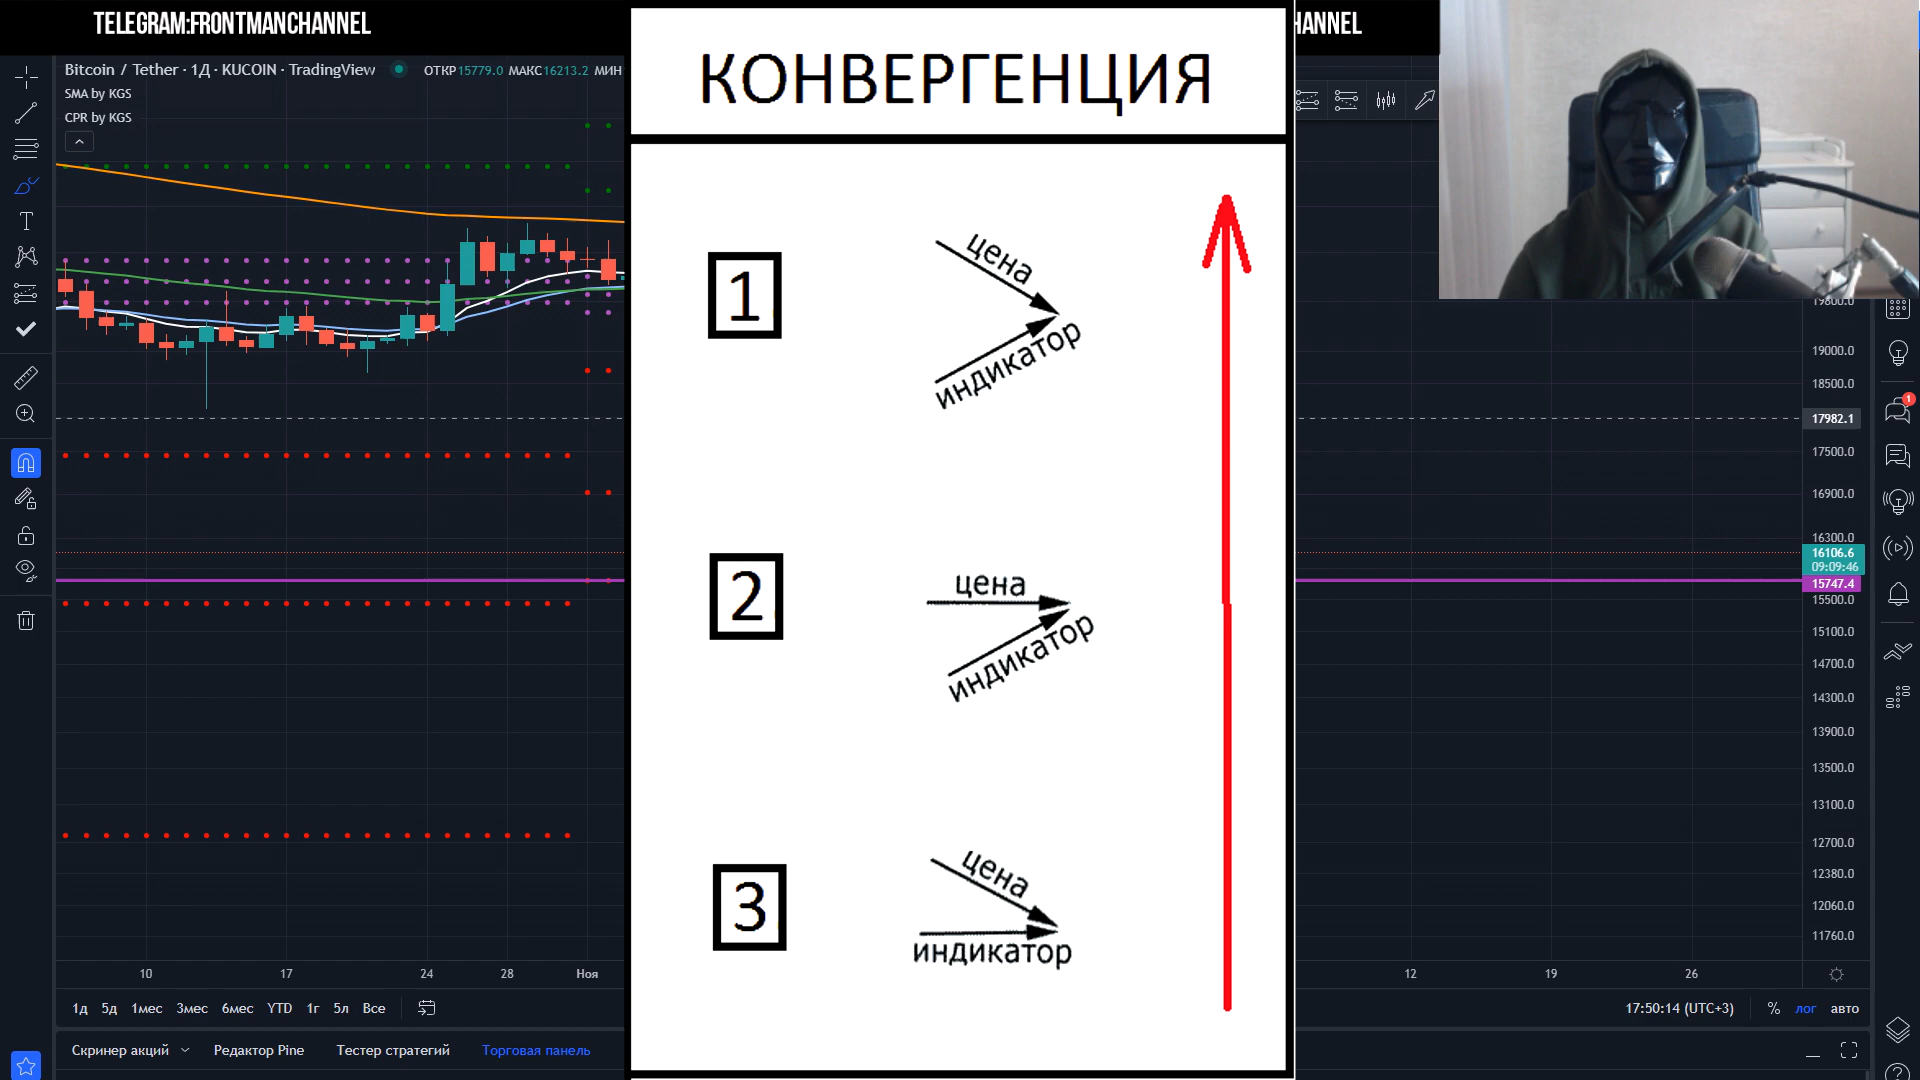 TELEGRAM:FRONTMANCHANNEL
HANNEL
Bitcoin / Tether · 1Д · KUCOIN · TradingView
ОТКР15779.0 МАКС16213.2 МИН
SMA by KGS
CPR by KGS
КОНВЕРГЕНЦИЯ
1
цена
индикатор
2
цена
индикатор
3
цена
индикатор
19800.0
19000.0
18500.0
17982.1
17500.0
16900.0
16300.0
16106.6
09:09:46
15747.4
15500.0
15100.0
14700.0
14300.0
13900.0
13500.0
13100.0
12700.0
12380.0
12060.0
11760.0
1
10 17 24 28 Ноя 12 19 26
1д 5д 1мес 3мес 6мес YTD 1г 5л Все
17:50:14 (UTC+3) % лог авто
Скринер акций Редактор Pine Тестер стратегий Торговая панель